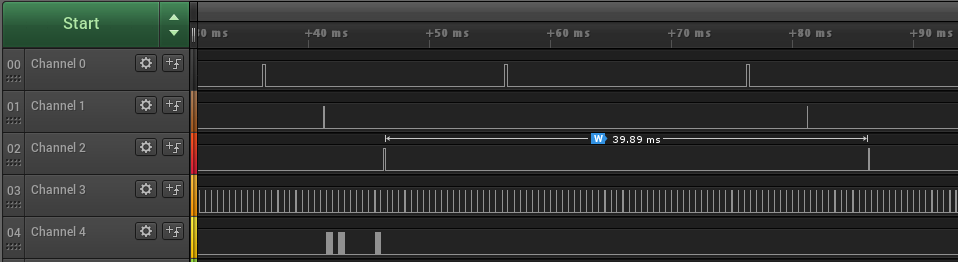 Start
0 ms +40 ms +50 ms +60 ms +70 ms +80 ms +90 ms
00 Channel 0
01 Channel 1
W 39.89 ms
02 Channel 2
03 Channel 3
04 Channel 4